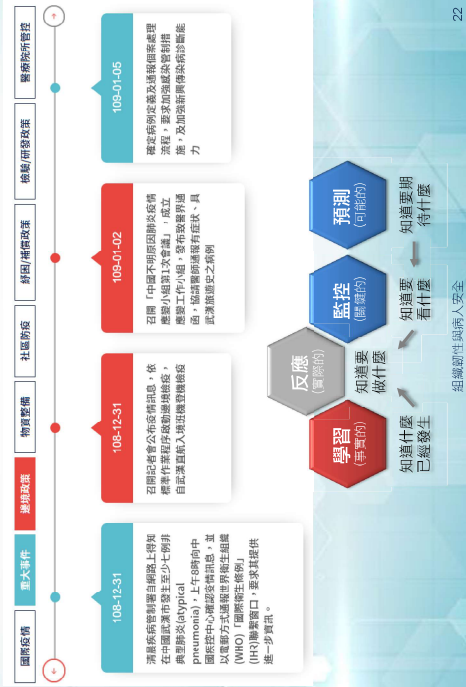 國際疫情
重大事件
邊境政策
物資整備
社區防疫
紓困/補償政策
檢驗/研發政策
醫療院所管控
108-12-31
清晨疾病管制署自網路上得知
在中國武漢市發生至少七例非
典型肺炎(atypical
pneumonia)，上午8時向中
國疾控中心確認疫情訊息，並
以電郵方式通報世界衛生組織
(WHO)「國際衛生條例」
(IHR)聯繫窗口，要求其提供
進一步資訊。
108-12-31
召開記者會公布疫情訊息，依
標準作業程序啟動邊境檢疫，
自武漢直航入境班機登機檢疫
109-01-02
召開「中國不明原因肺炎疫情
應變小組第1次會議」，成立
應變工作小組，發布致醫界通
函，協請醫師通報有症狀、具
武漢旅遊史之病例
109-01-05
確定病例定義及通報個案處理
流程，要求加強感染管制措
施，及加強新興傳染病診斷能
力
學習
(事實的)
反應
(實際的)
監控
(關鍵的)
預測
(可能的)
知道什麼
已經發生
知道要
做什麼
知道要
看什麼
知道要期
待什麼
組織韌性與病人安全
22